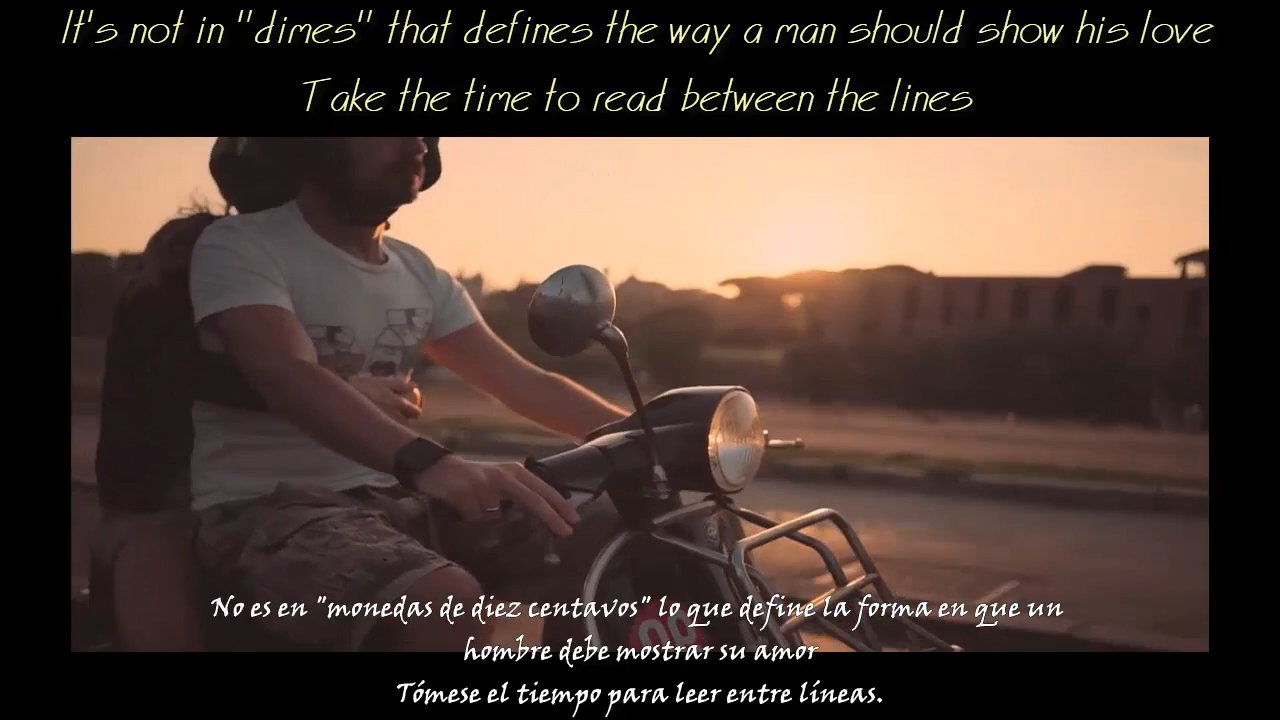 It's not in "dimes" that defines the way a man should show his love
Take the time to read between the lines
No es en "monedas de diez centavos" lo que define la forma en que un
hombre debe mostrar su amor
Tómese el tiempo para leer entre líneas.